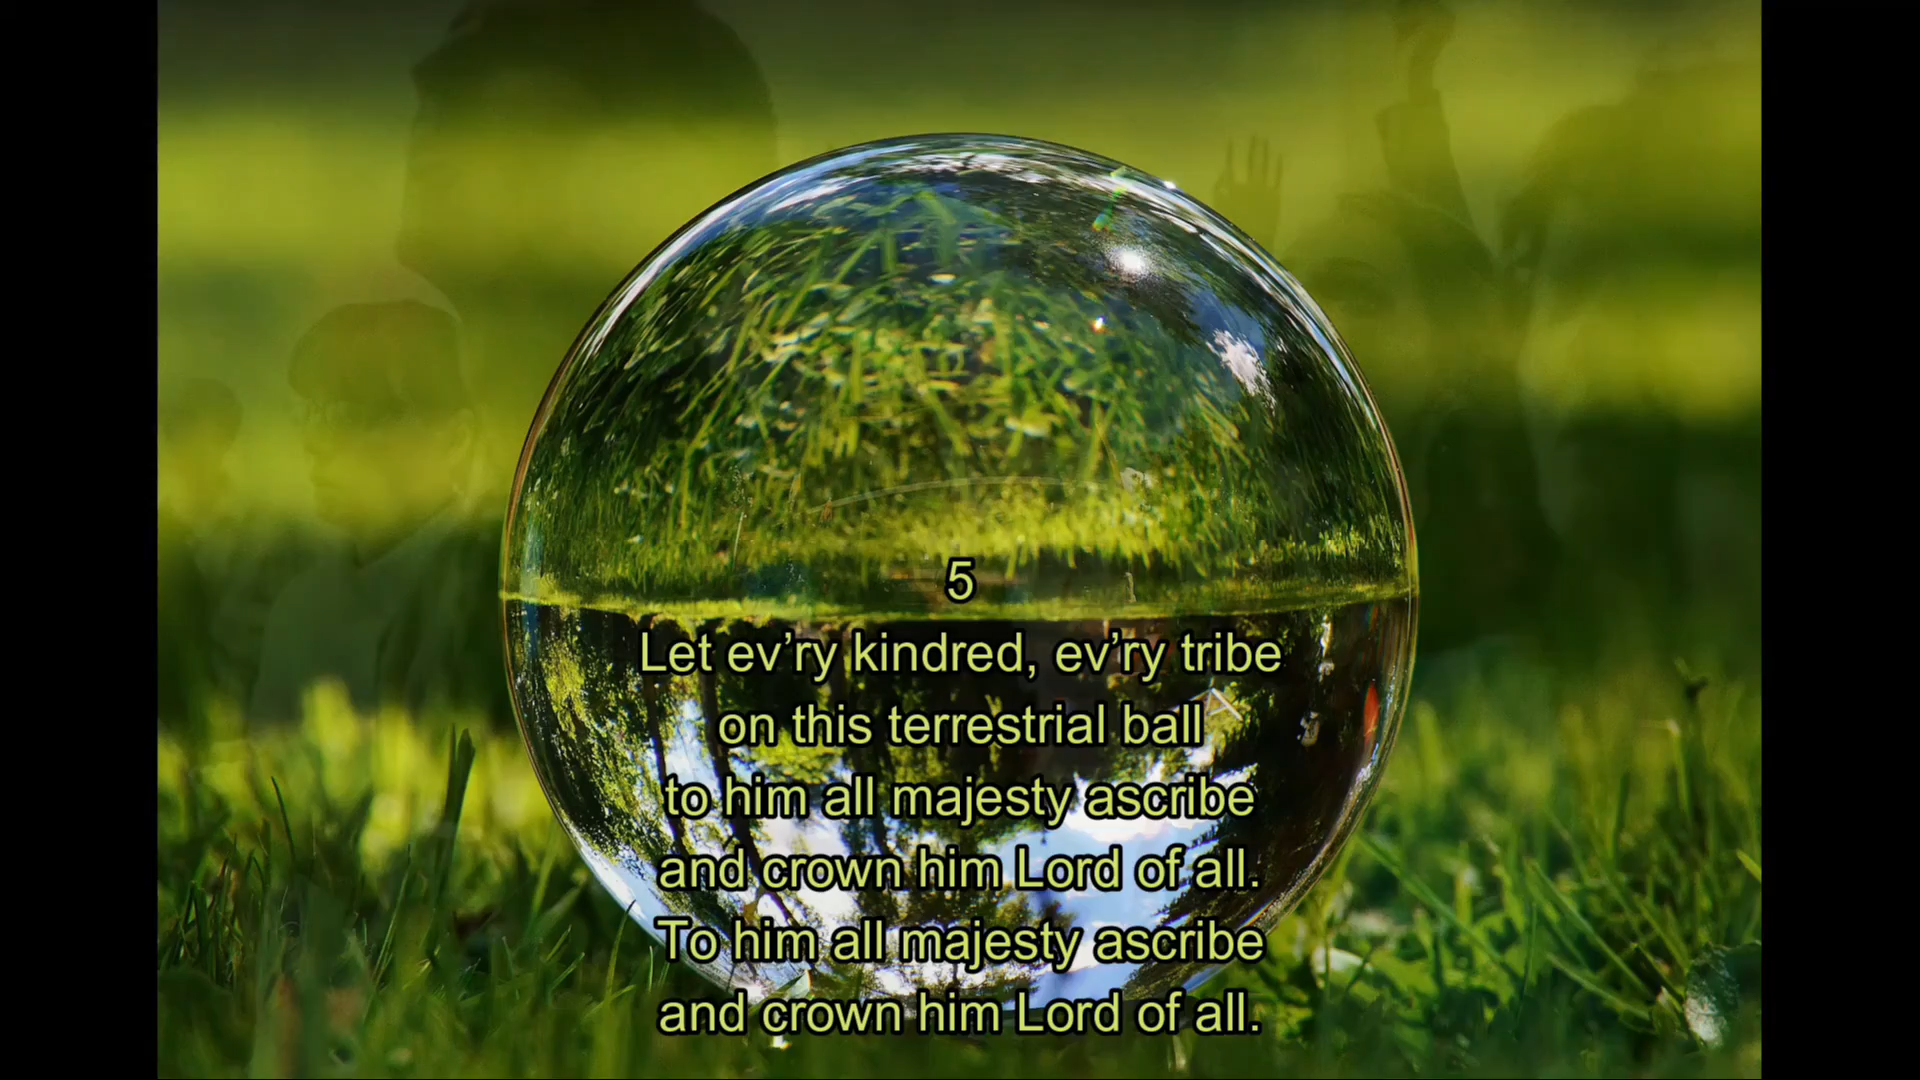 5
Let ev’ry kindred, ev’ry tribe
on this terrestrial ball
to him all majesty ascribe
and crown him Lord of all.
To him all majesty ascribe
and crown him Lord of all.